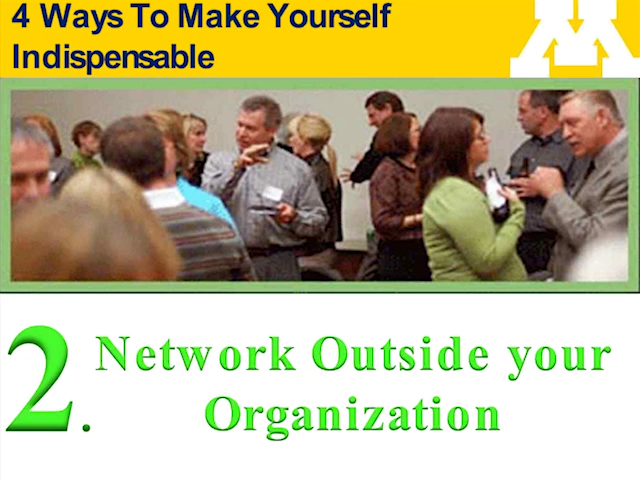 4 Ways To Make Yourself
Indispensable
M
2. Network Outside your
Organization